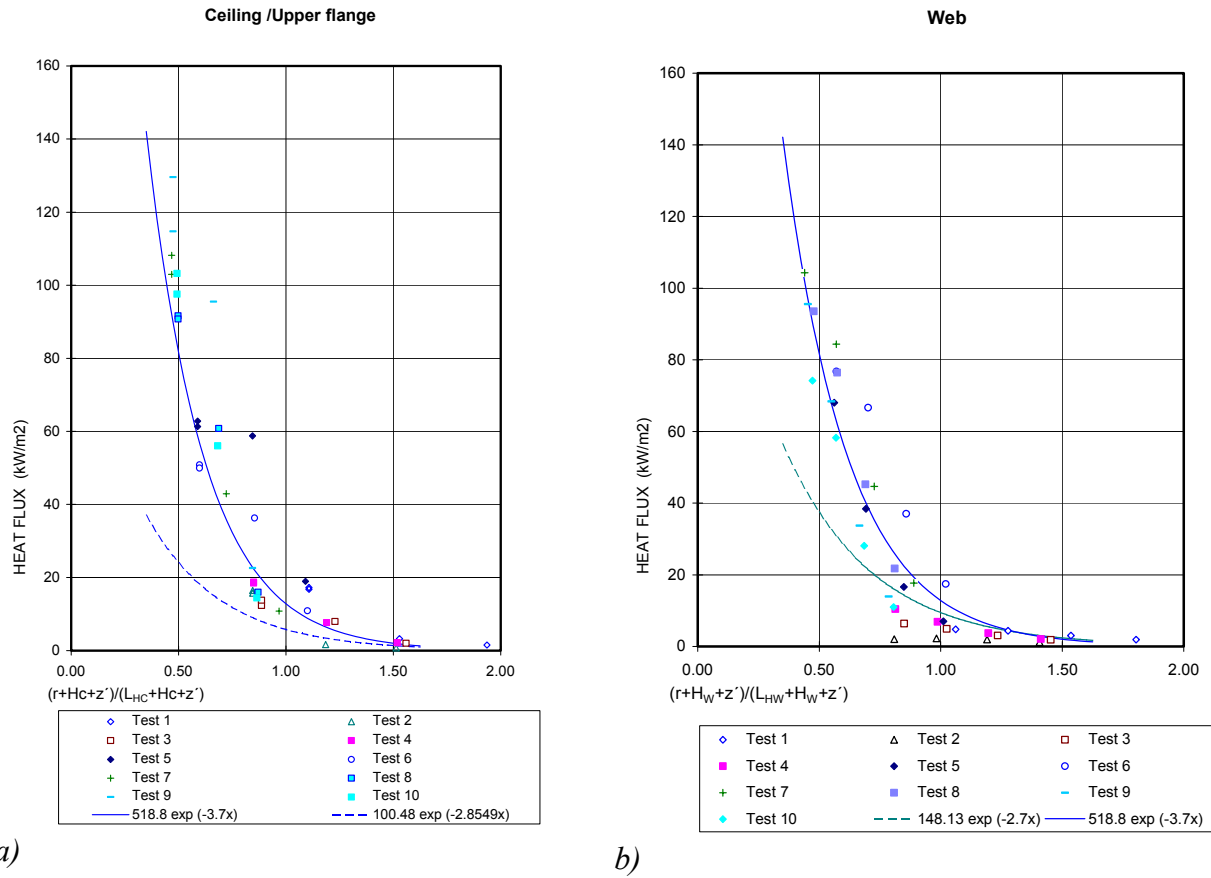 Ceiling /Upper flange
160
140
120
100
80
60
40
20
0
HEAT FLUX (kW/m2)
0.00 0.50 1.00 1.50 2.00
(r+Hc+z´)/(L_HC+Hc+z´)
Test 1 Test 2
Test 3 Test 4
Test 5 Test 6
Test 7 Test 8
Test 9 Test 10
518.8 exp (-3.7x) 100.48 exp (-2.8549x)
a)
Web
160
140
120
100
80
60
40
20
0
HEAT FLUX (kW/m2)
0.00 0.50 1.00 1.50 2.00
(r+H_W+z´)/(L_HW+H_W+z´)
Test 1 Test 2 Test 3
Test 4 Test 5 Test 6
Test 7 Test 8 Test 9
Test 10 148.13 exp (-2.7x) 518.8 exp (-3.7x)
b)